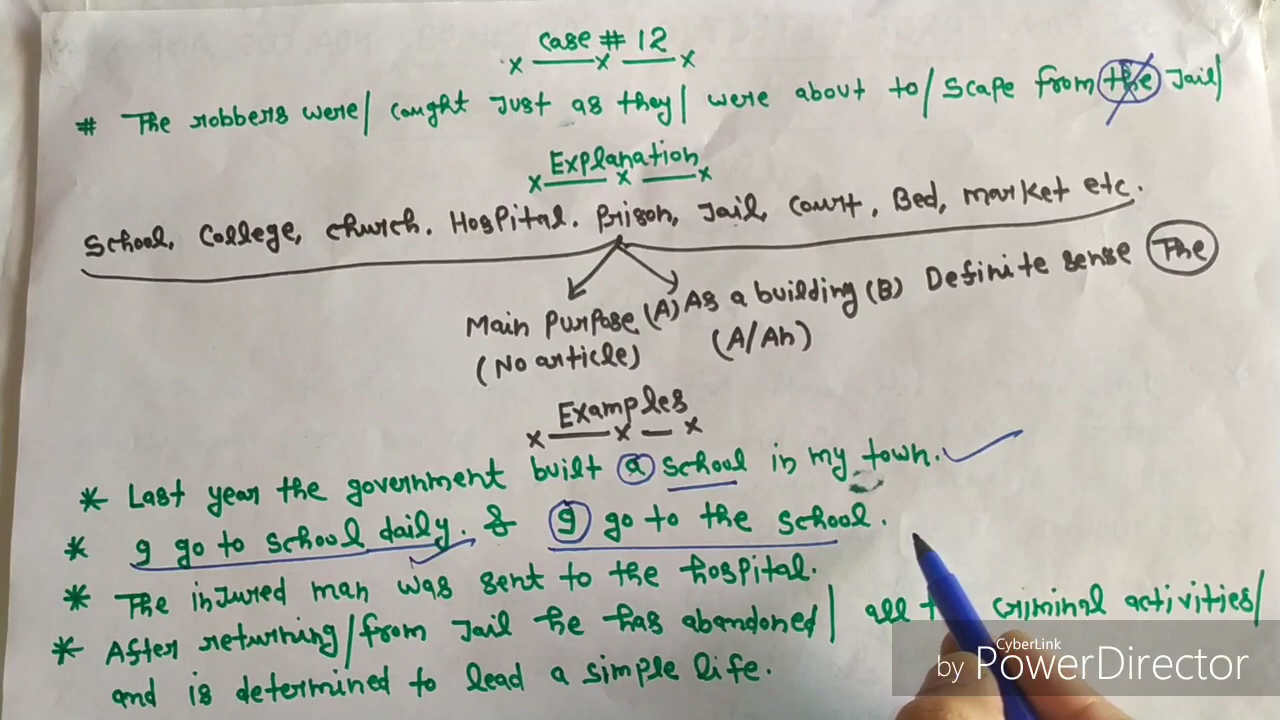 Case # 12
# The robbers were/ caught Just as they/ were about to/ Scape from the Jail/
Explanation
School, College, Church. Hospital. Prison, Jail, Court, Bed, market etc.
Main Purpose (A) As a building (B) Definite sense The
(No article) (A/An)
Examples
* Last year the government built a school in my town.
* I go to school daily. & I go to the school.
* The injured man was sent to the hospital.
* After returning/from Jail he has abandoned/ all criminal activities/
and is determined to lead a simple life.
CyberLink
by PowerDirector